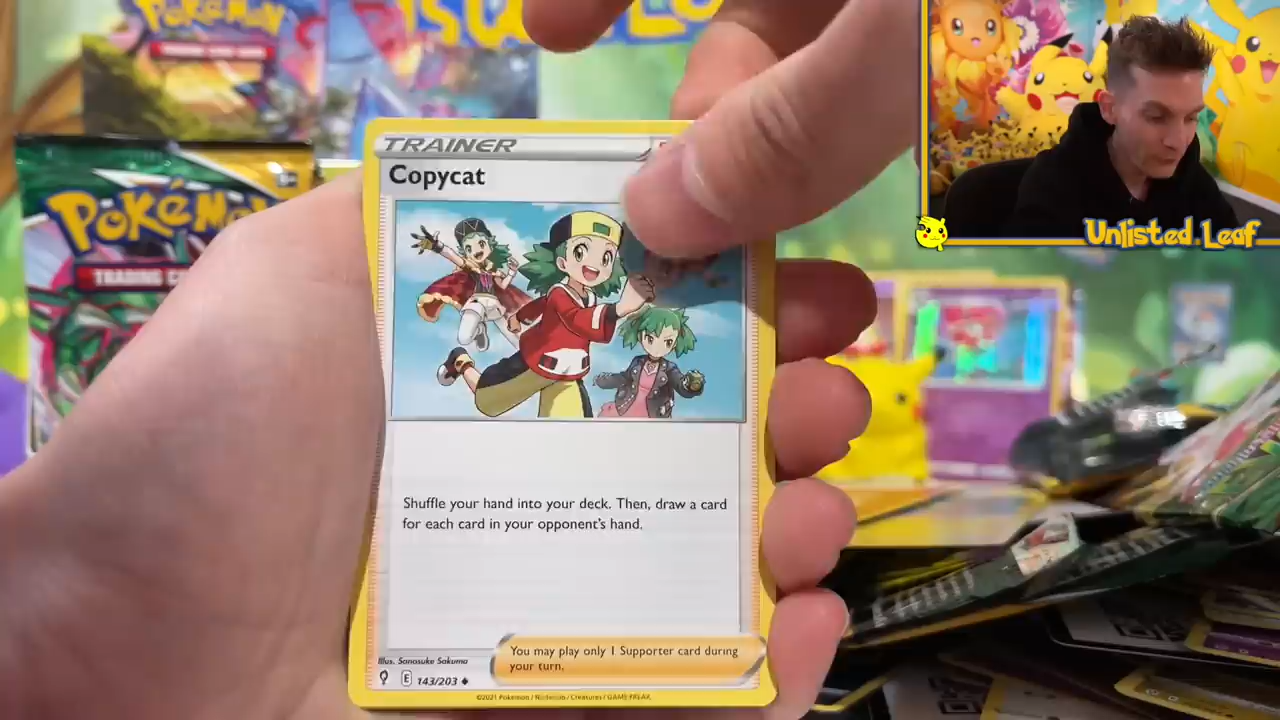 Pokémon
POKéMO
TRADING C
TRAINER
Copycat
Shuffle your hand into your deck. Then, draw a card
for each card in your opponent's hand.
You may play only 1 Supporter card during
your turn.
Illus. Sanosuke Sakuma
E 143/203
©2021 Pokémon / Nintendo / Creatures / GAME FREAK.
Unlisted Leaf